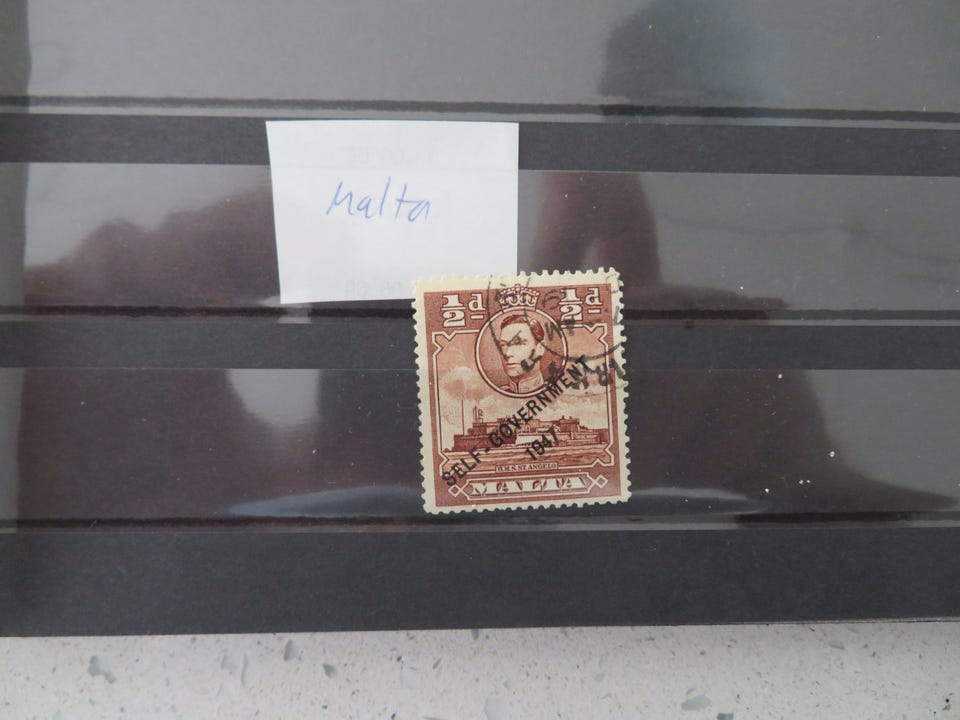 Malta
½d ½d
SELF-GOVERNMENT
1947
H.M.S. ST. ANGELO
MALTA